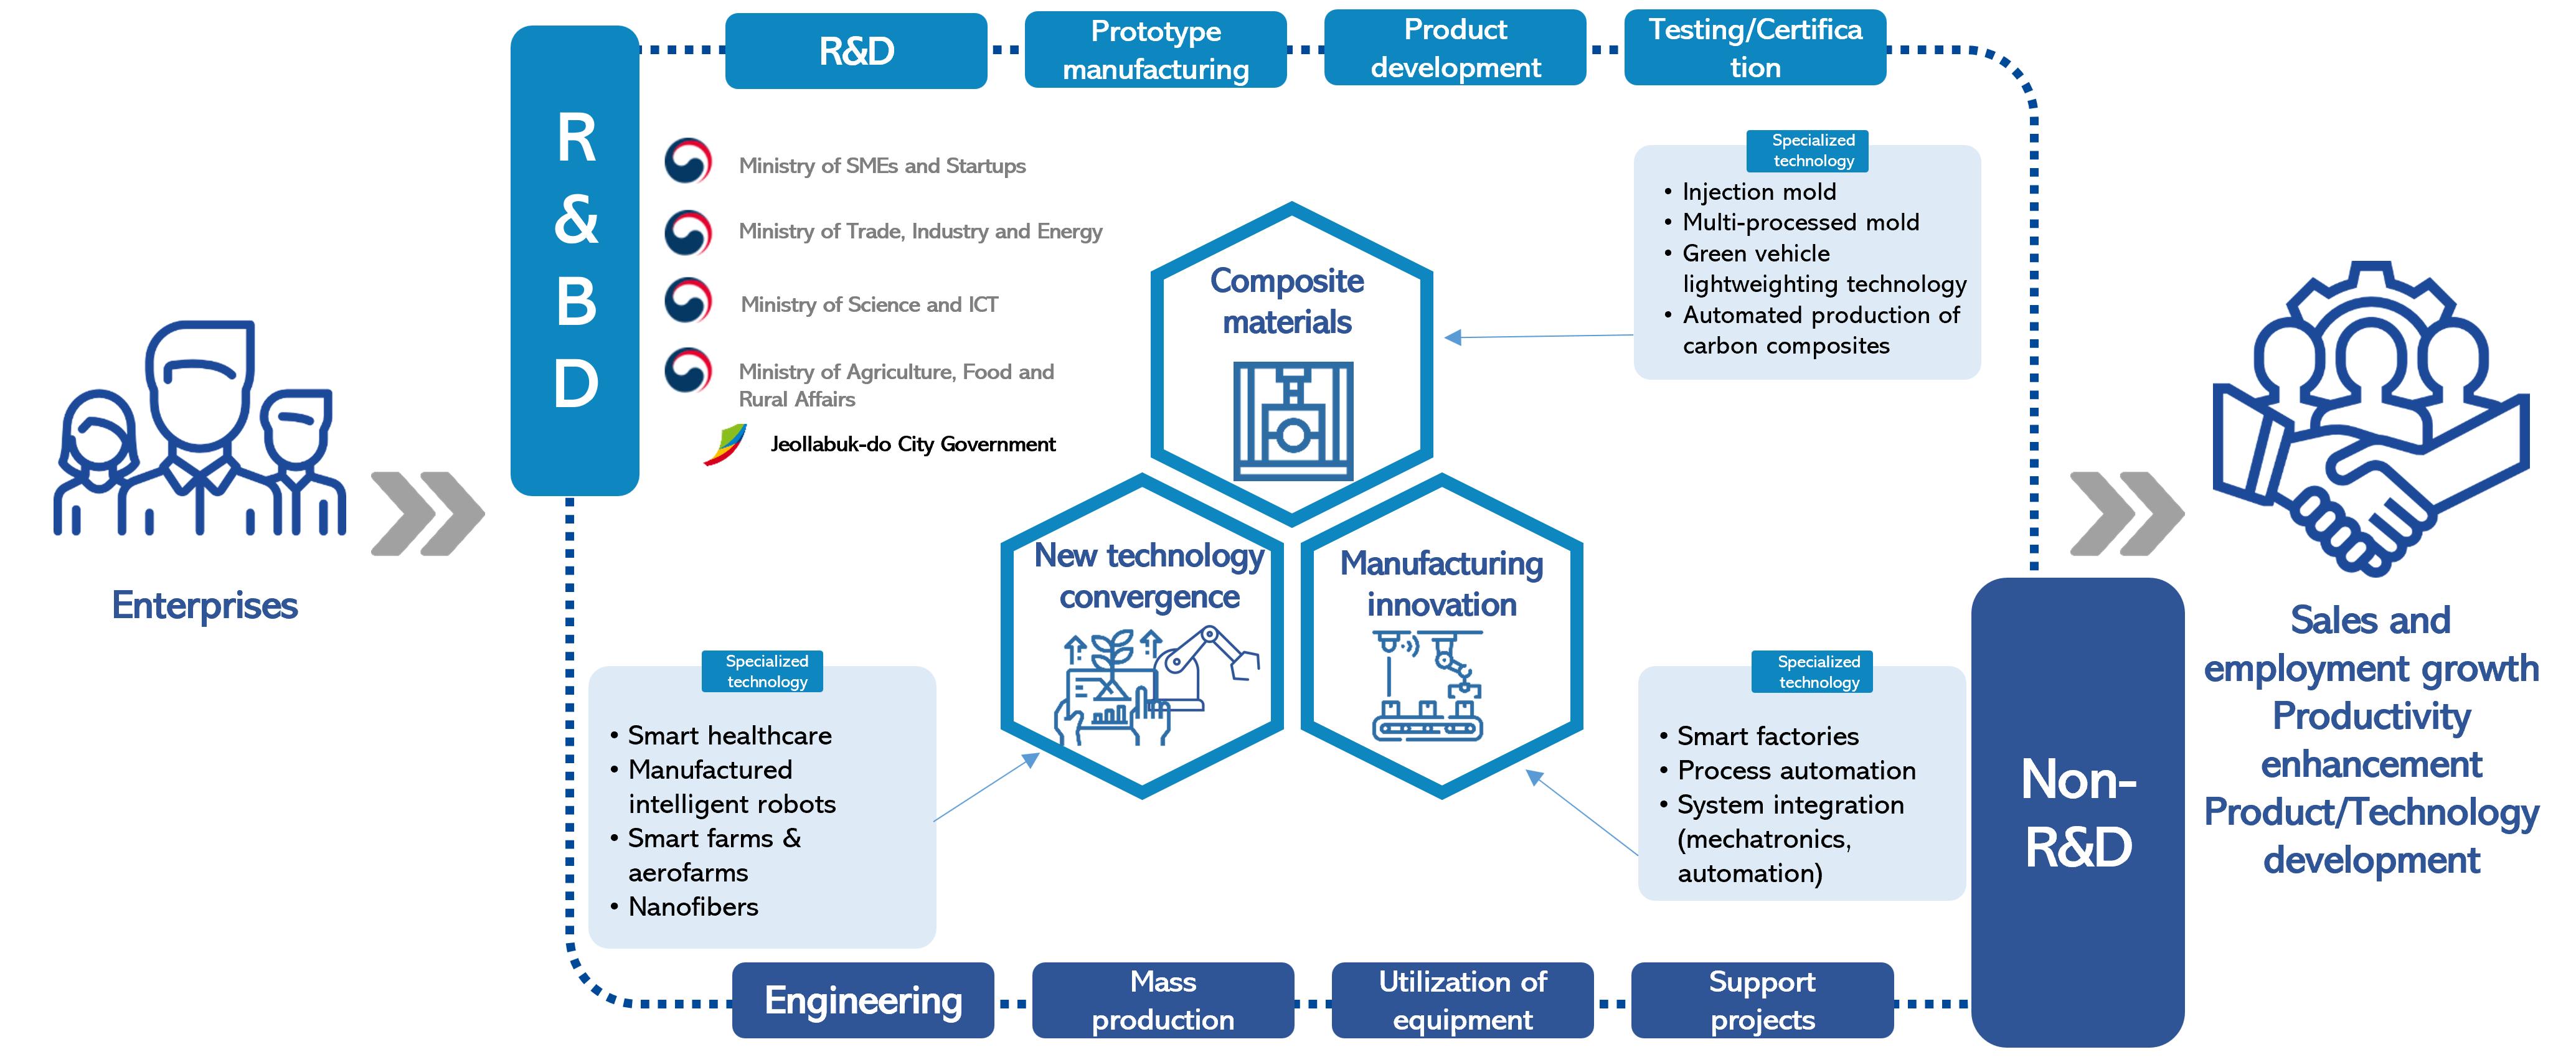 R&D
Prototype
manufacturing
Product
development
Testing/Certifica
tion
R
&
B
D
Ministry of SMEs and Startups
Ministry of Trade, Industry and Energy
Ministry of Science and ICT
Ministry of Agriculture, Food and
Rural Affairs
Jeollabuk-do City Government
Specialized
technology
• Injection mold
• Multi-processed mold
• Green vehicle
lightweighting technology
• Automated production of
carbon composites
Composite
materials
New technology
convergence
Manufacturing
innovation
Enterprises
Specialized
technology
• Smart healthcare
• Manufactured
intelligent robots
• Smart farms &
aerofarms
• Nanofibers
Specialized
technology
• Smart factories
• Process automation
• System integration
(mechatronics,
automation)
Non-
R&D
Sales and
employment growth
Productivity
enhancement
Product/Technology
development
Engineering
Mass
production
Utilization of
equipment
Support
projects